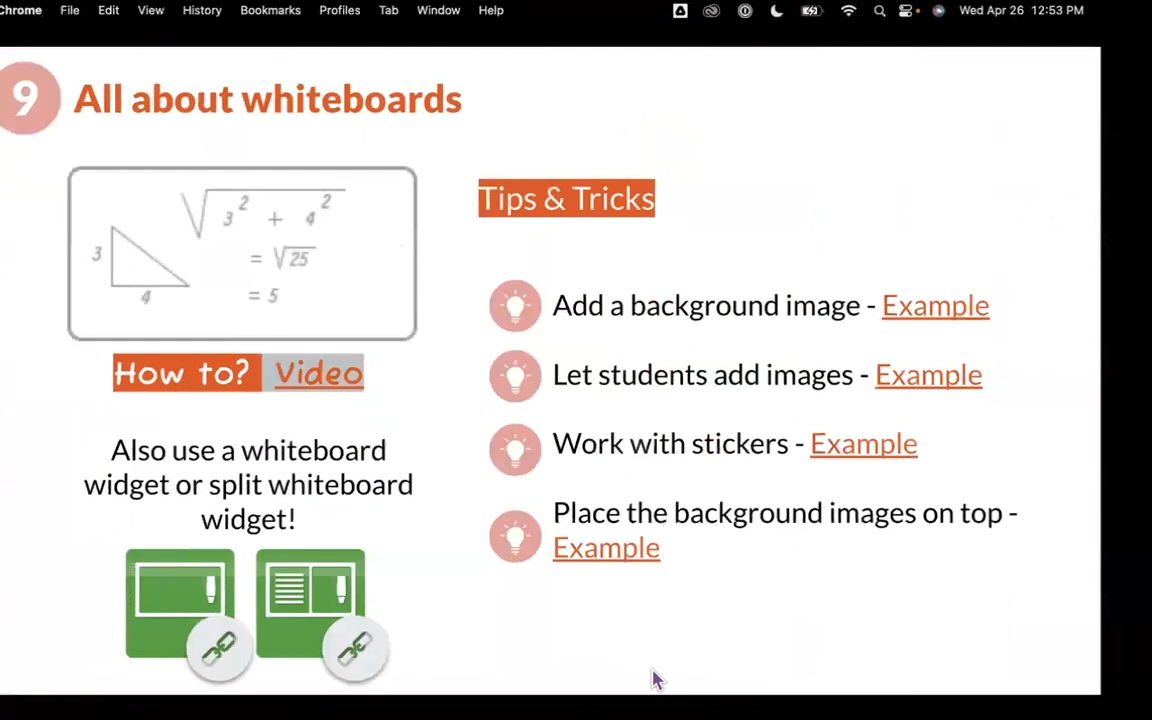 Chrome File Edit View History Bookmarks Profiles Tab Window Help Wed Apr 26 12:53 PM
9 All about whiteboards
√3² + 4²
3
= √25
4
= 5
How to? Video
Also use a whiteboard
widget or split whiteboard
widget!
Tips & Tricks
Add a background image - Example
Let students add images - Example
Work with stickers - Example
Place the background images on top -
Example